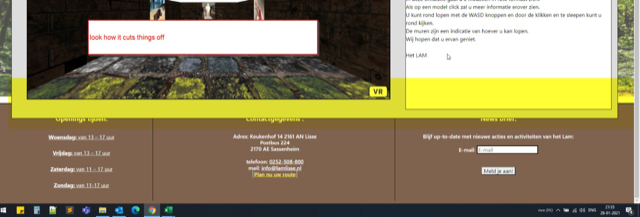 Als op een model click zal u meer informatie erover zien.
U kunt rond lopen met de WASD knoppen en door de klikken en te sleepen kunt u
rond kijken.
De muren zijn een indicatie van hoever u kan lopen.
Wij hopen dat u ervan geniet.
Het LAM
look how it cuts things off
VR
Openings tijden:
Woensdag: van 13 – 17 uur
Vrijdag: van 13 – 17 uur
Zaterdag: van 11 – 17 uur
Zondag: van 11-17 uur
Contactgegevens :
Adres: Keukenhof 14 2161 AN Lisse
Postbus 224
2170 AE Sassenheim
telefoon: 0252-508-800
mail: info@lamlisse.nl
Plan nu uw route!
News brief:
Blijf up-to-date met nieuwe acties en activiteiten van het Lam:
E-mail: E-mail
Meld je aan!
ENG
28-01-2021